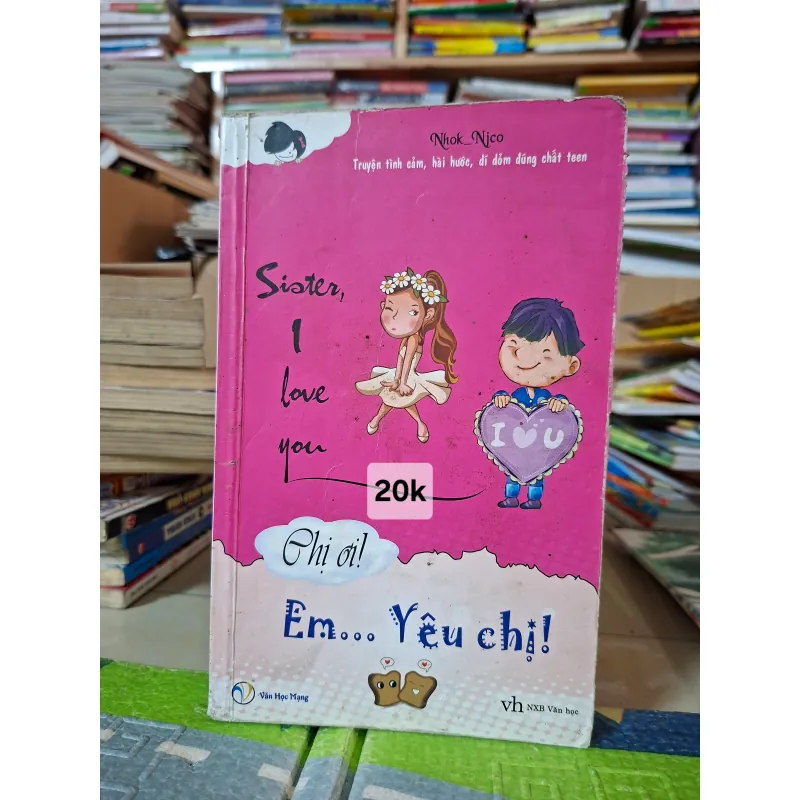 Nhok_Njco
Truyện tình cảm, hài hước, dí dỏm đúng chất teen
Sister,
I
love
you
I ♥ U
20k
Chị ơi!
Em... Yêu chị!
Văn Học Mạng
vh NXB Văn học